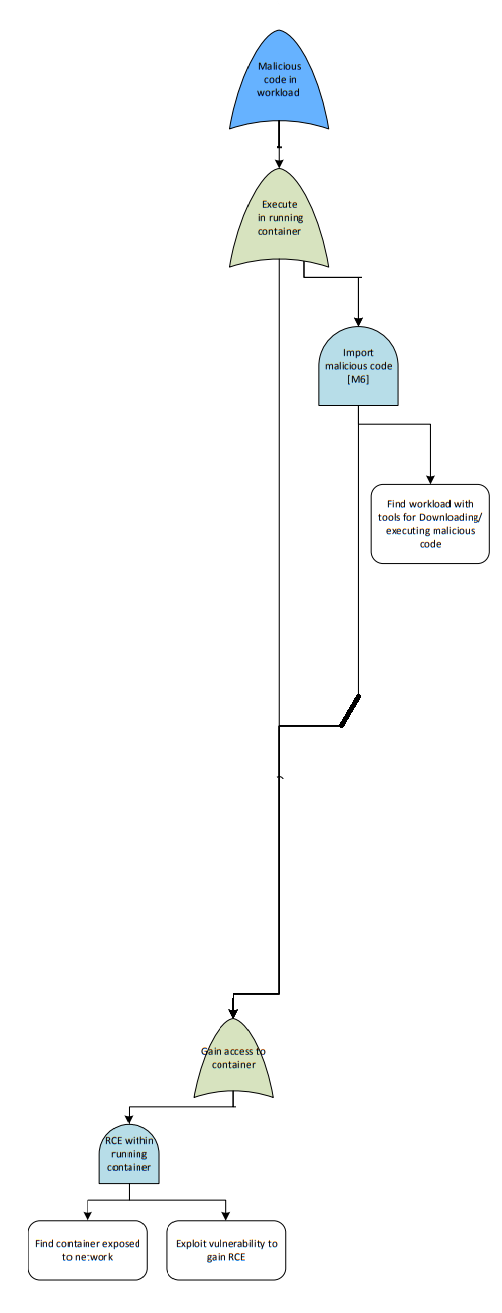 Malicious
code in
workload
Execute
in running
container
Import
malicious code
[M6]
Find workload with
tools for Downloading/
executing malicious
code
Gain access to
container
RCE within
running
container
Find container exposed
to network
Exploit vulnerability to
gain RCE